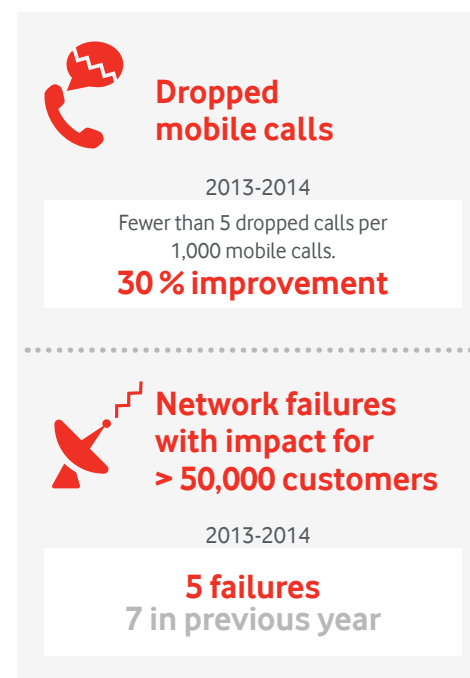 Dropped
mobile calls
2013-2014
Fewer than 5 dropped calls per
1,000 mobile calls.
30 % improvement
Network failures
with impact for
> 50,000 customers
2013-2014
5 failures
7 in previous year